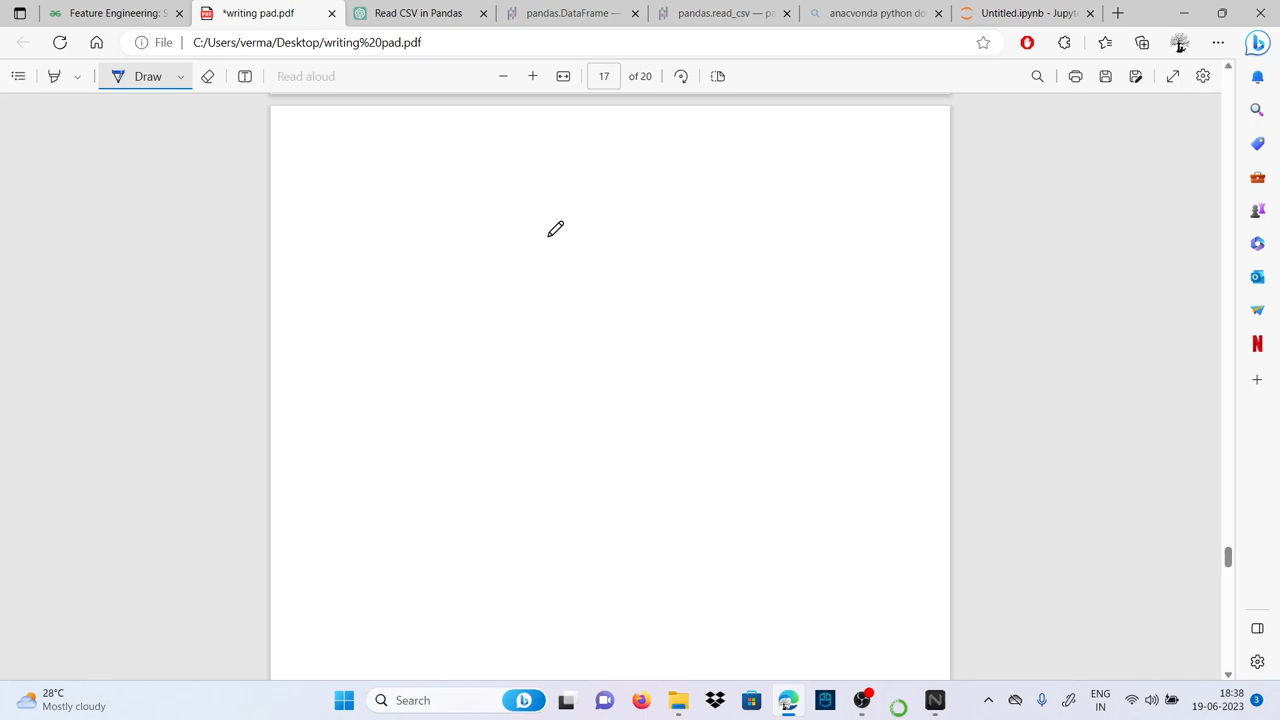 Feature Engineering: S
*writing pad.pdf
Read CSV in Pandas
pandas.DataFrame —
pandas.read_csv — pa
anacvonda python do
Untitled.ipynb - Jupyte
File
C:/Users/verma/Desktop/writing%20pad.pdf
Draw
Read aloud
17
of 20
N
28°C
Mostly cloudy
Search
N
ENG
IN
18:38
19-06-2023
3